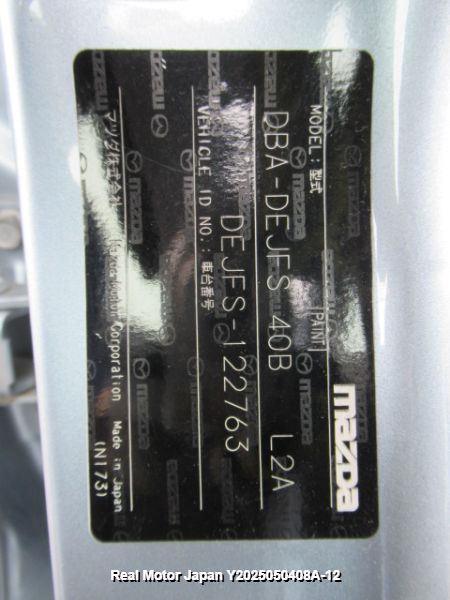 mazda
MODEL:型式 [PAINT]
DBA-DEJFS 40B L2A
VEHICLE ID NO.:車台番号
DEJFS-122763
マツダ株式会社 Mazda Motor Corporation Made in Japan
(N173)
Real Motor Japan Y2025050408A-12